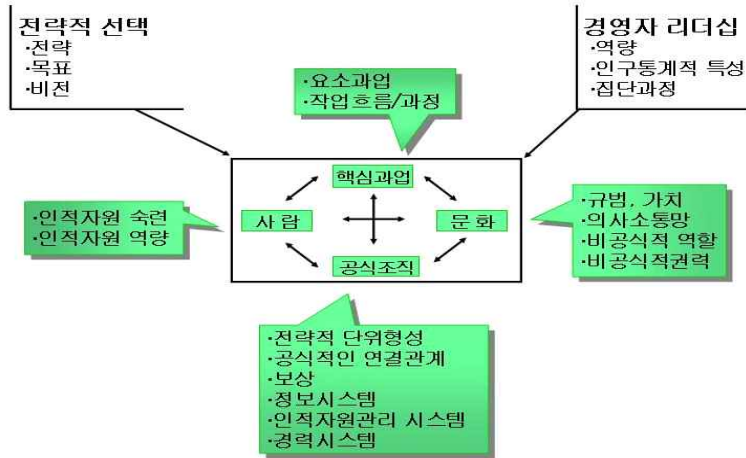 전략적 선택
·전략
·목표
·비전
경영자 리더십
·역량
·인구통계적 특성
·집단과정
·요소과업
·작업흐름/과정
핵심과업
사 람
문 화
공식조직
·인적자원 숙련
·인적자원 역량
·규범, 가치
·의사소통망
·비공식적 역할
·비공식적권력
·전략적 단위형성
·공식적인 연결관계
·보상
·정보시스템
·인적자원관리 시스템
·경력시스템